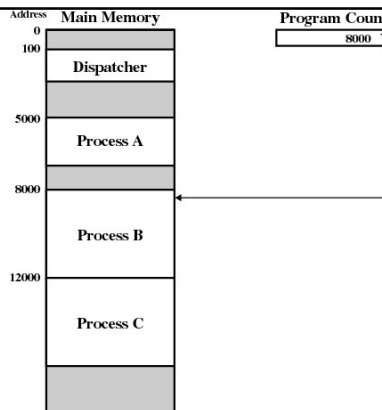 Address Main Memory
0
100
Dispatcher
5000
Process A
8000
Process B
12000
Process C
Program Coun
8000